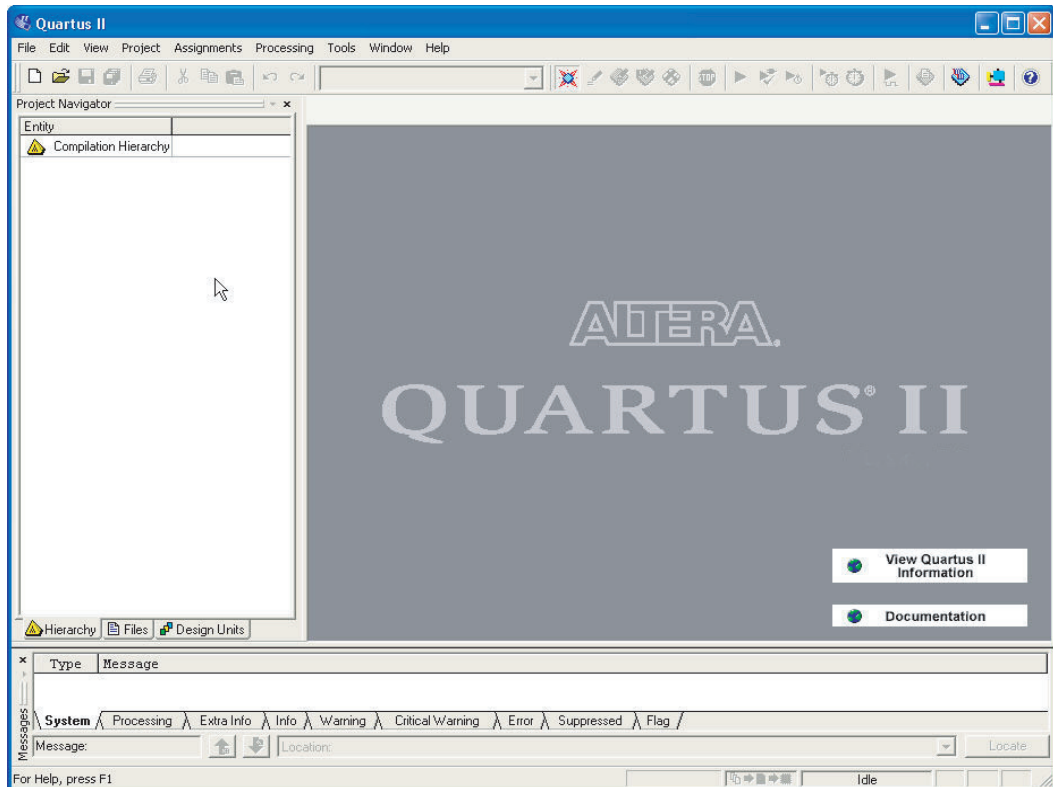 Quartus II
File Edit View Project Assignments Processing Tools Window Help
STOP
Project Navigator
Entity
Compilation Hierarchy
ALTERA.
QUARTUS® II
View Quartus II
Information
Documentation
Hierarchy Files Design Units
Type Message
System Processing Extra Info Info Warning Critical Warning Error Suppressed Flag
Messages
Message: Location: Locate
For Help, press F1 Idle